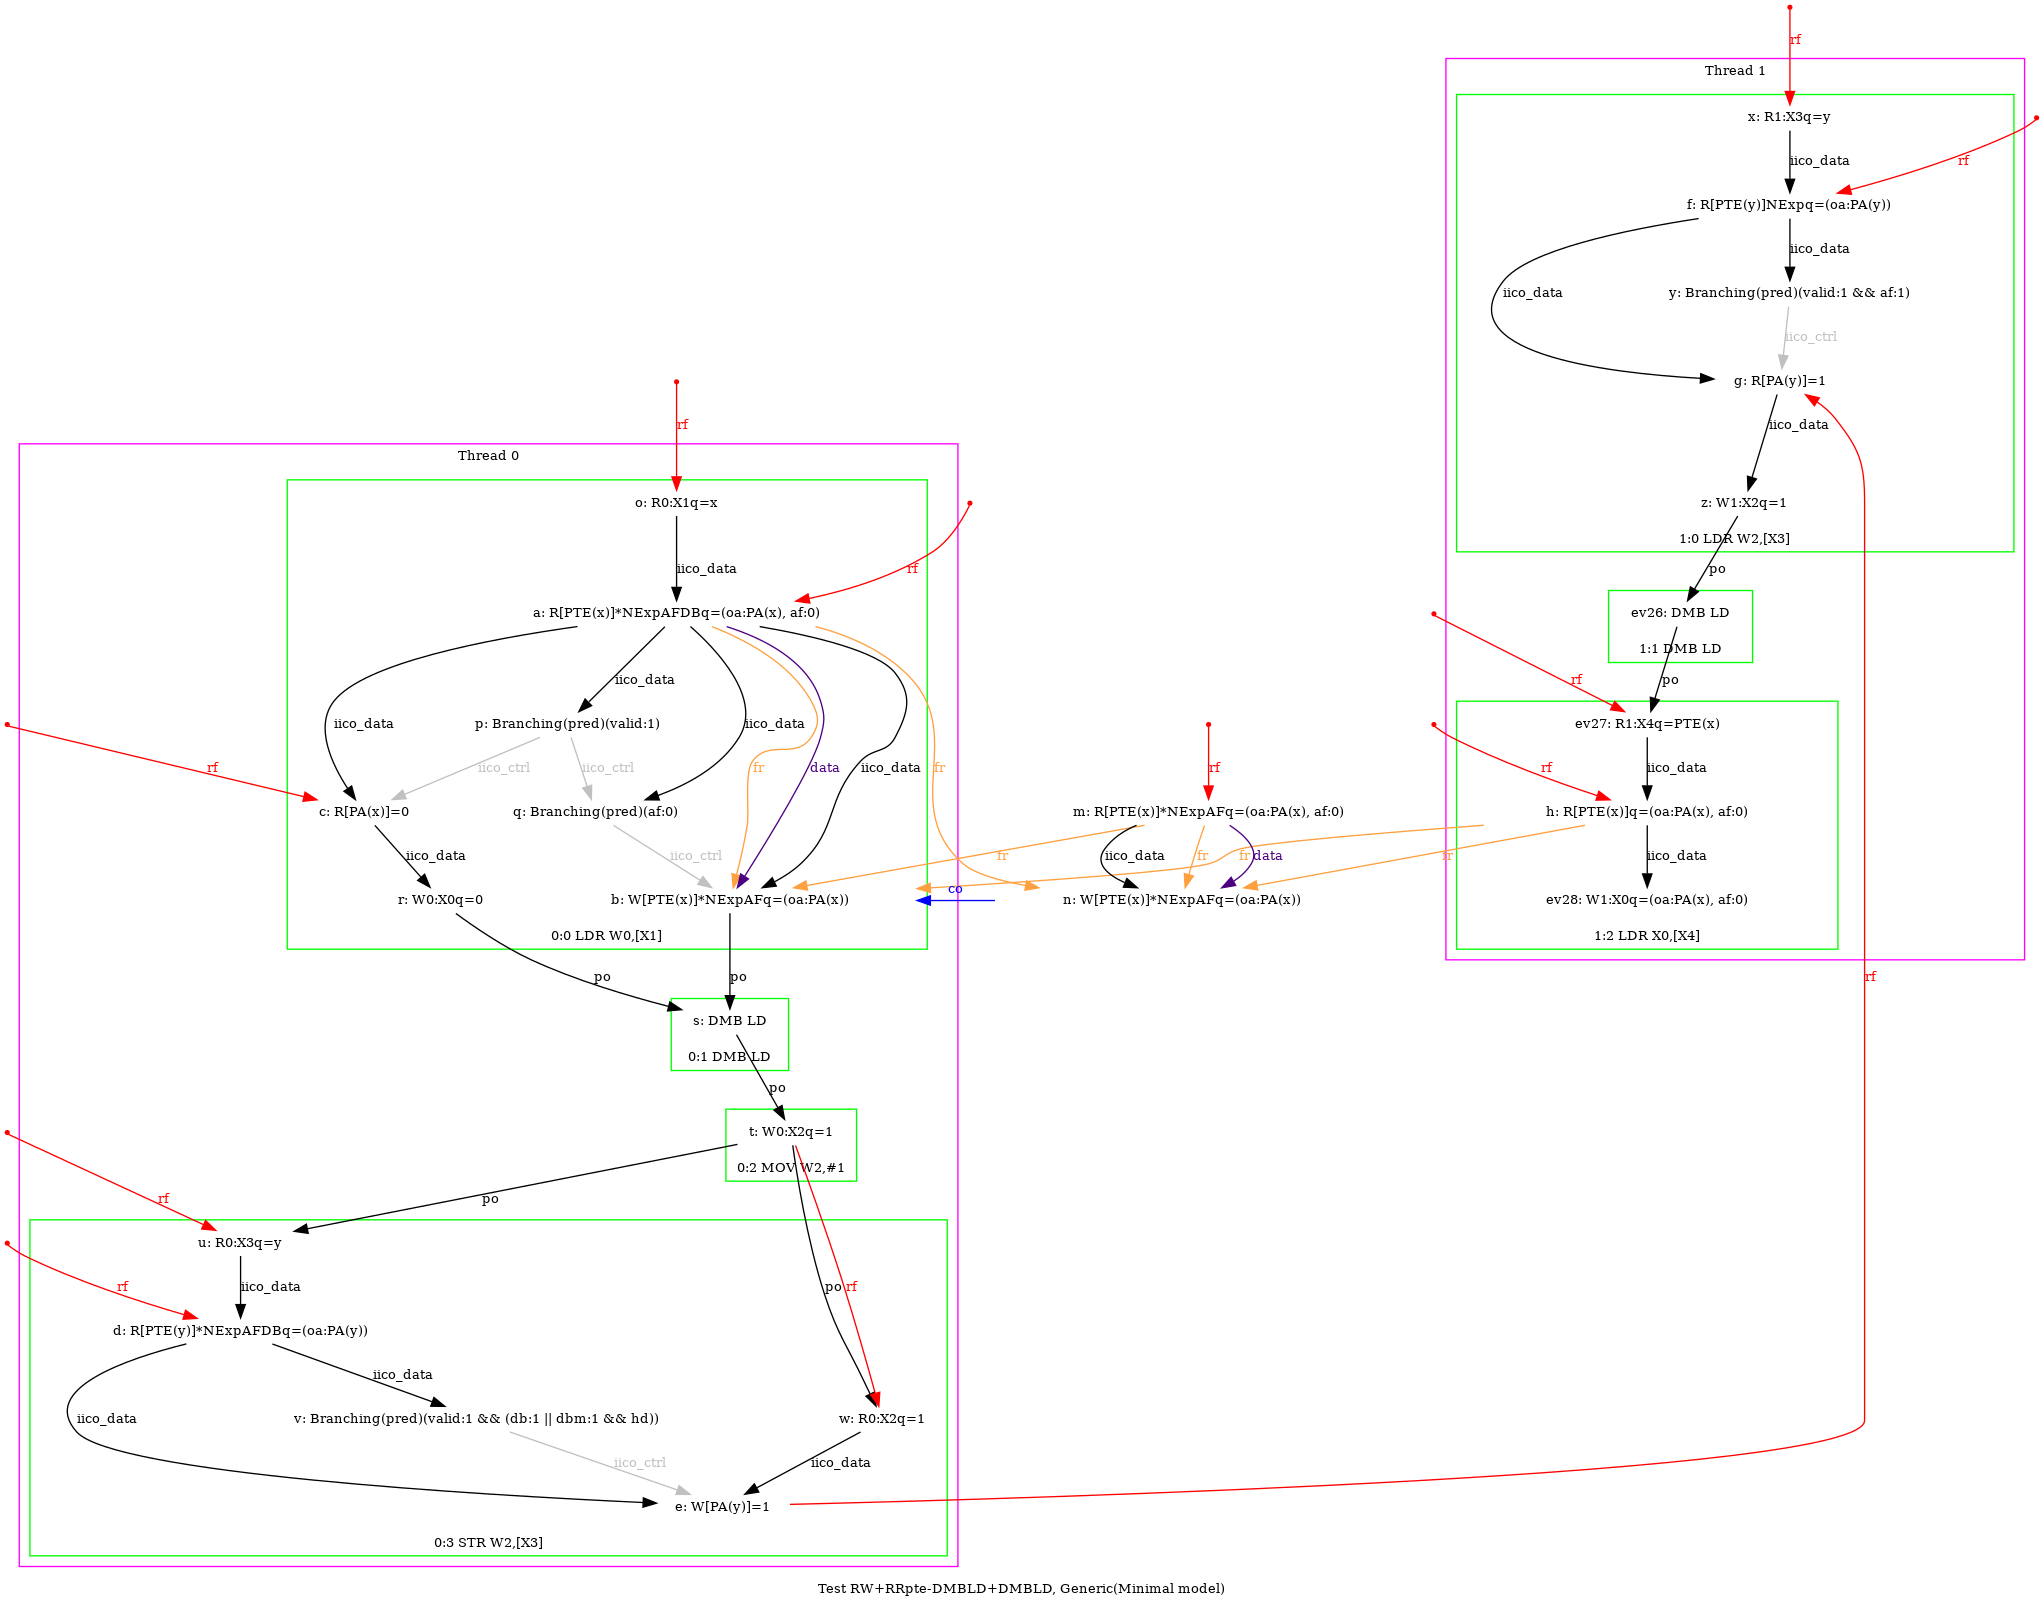 rf
Thread 1
x: R1:X3q=y
iico_data
rf
f: R[PTE(y)]NExpq=(oa:PA(y))
iico_data
y: Branching(pred)(valid:1 && af:1)
iico_data
iico_ctrl
g: R[PA(y)]=1
iico_data
z: W1:X2q=1
1:0 LDR W2,[X3]
po
ev26: DMB LD
1:1 DMB LD
rf
po
ev27: R1:X4q=PTE(x)
rf
iico_data
h: R[PTE(x)]q=(oa:PA(x), af:0)
fr
fr
iico_data
ev28: W1:X0q=(oa:PA(x), af:0)
1:2 LDR X0,[X4]
rf
rf
Thread 0
o: R0:X1q=x
iico_data
rf
a: R[PTE(x)]*NExpAFDBq=(oa:PA(x), af:0)
iico_data
p: Branching(pred)(valid:1)
iico_data
iico_data
rf
iico_ctrl
iico_ctrl
fr
data
iico_data
fr
c: R[PA(x)]=0
q: Branching(pred)(af:0)
iico_data
iico_ctrl
r: W0:X0q=0
b: W[PTE(x)]*NExpAFq=(oa:PA(x))
0:0 LDR W0,[X1]
rf
m: R[PTE(x)]*NExpAFq=(oa:PA(x), af:0)
fr
iico_data
fr
data
co
n: W[PTE(x)]*NExpAFq=(oa:PA(x))
po
po
s: DMB LD
0:1 DMB LD
po
t: W0:X2q=1
0:2 MOV W2,#1
rf
po
u: R0:X3q=y
rf
iico_data
po
rf
d: R[PTE(y)]*NExpAFDBq=(oa:PA(y))
iico_data
iico_data
v: Branching(pred)(valid:1 && (db:1 || dbm:1 && hd))
w: R0:X2q=1
iico_ctrl
iico_data
e: W[PA(y)]=1
0:3 STR W2,[X3]
Test RW+RRpte-DMBLD+DMBLD, Generic(Minimal model)